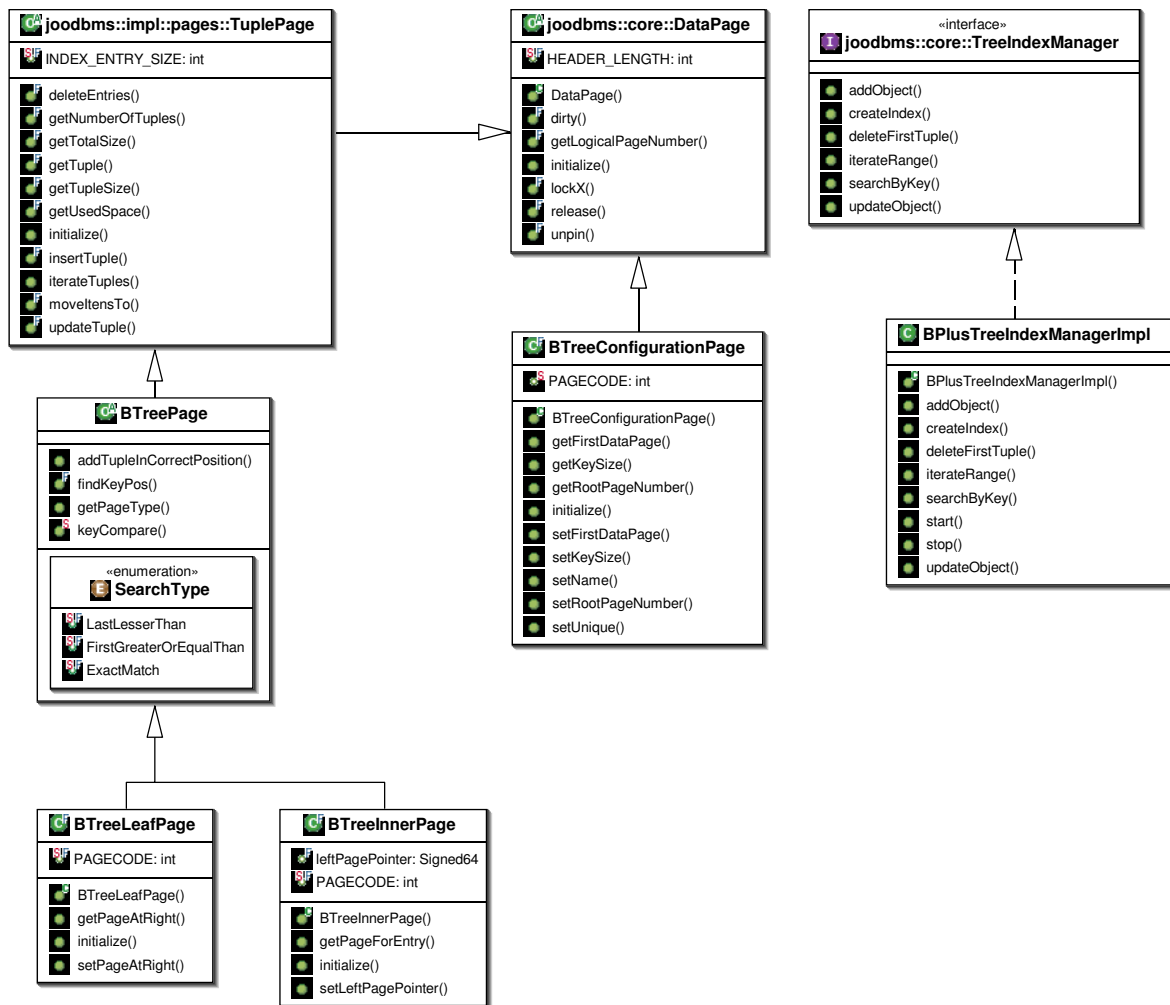 joodbms::impl::pages::TuplePage
INDEX_ENTRY_SIZE: int
deleteEntries()
getNumberOfTuples()
getTotalSize()
getTuple()
getTupleSize()
getUsedSpace()
initialize()
insertTuple()
iterateTuples()
moveItensTo()
updateTuple()
joodbms::core::DataPage
HEADER_LENGTH: int
DataPage()
dirty()
getLogicalPageNumber()
initialize()
lockX()
release()
unpin()
«interface»
joodbms::core::TreeIndexManager
addObject()
createIndex()
deleteFirstTuple()
iterateRange()
searchByKey()
updateObject()
BTreePage
addTupleInCorrectPosition()
findKeyPos()
getPageType()
keyCompare()
«enumeration»
SearchType
LastLesserThan
FirstGreaterOrEqualThan
ExactMatch
BTreeConfigurationPage
PAGECODE: int
BTreeConfigurationPage()
getFirstDataPage()
getKeySize()
getRootPageNumber()
initialize()
setFirstDataPage()
setKeySize()
setName()
setRootPageNumber()
setUnique()
BPlusTreeIndexManagerImpl
BPlusTreeIndexManagerImpl()
addObject()
createIndex()
deleteFirstTuple()
iterateRange()
searchByKey()
start()
stop()
updateObject()
BTreeLeafPage
PAGECODE: int
BTreeLeafPage()
getPageAtRight()
initialize()
setPageAtRight()
BTreeInnerPage
leftPagePointer: Signed64
PAGECODE: int
BTreeInnerPage()
getPageForEntry()
initialize()
setLeftPagePointer()